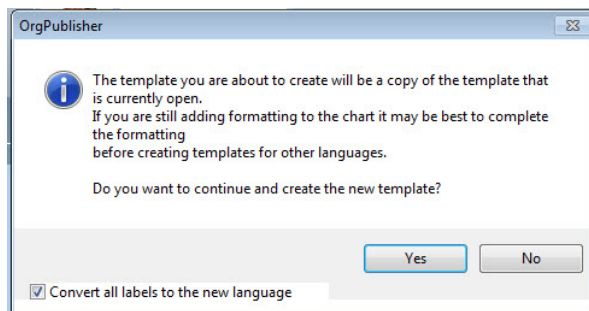 OrgPublisher
The template you are about to create will be a copy of the template that
is currently open.
If you are still adding formatting to the chart it may be best to complete
the formatting
before creating templates for other languages.
Do you want to continue and create the new template?
Yes
No
Convert all labels to the new language